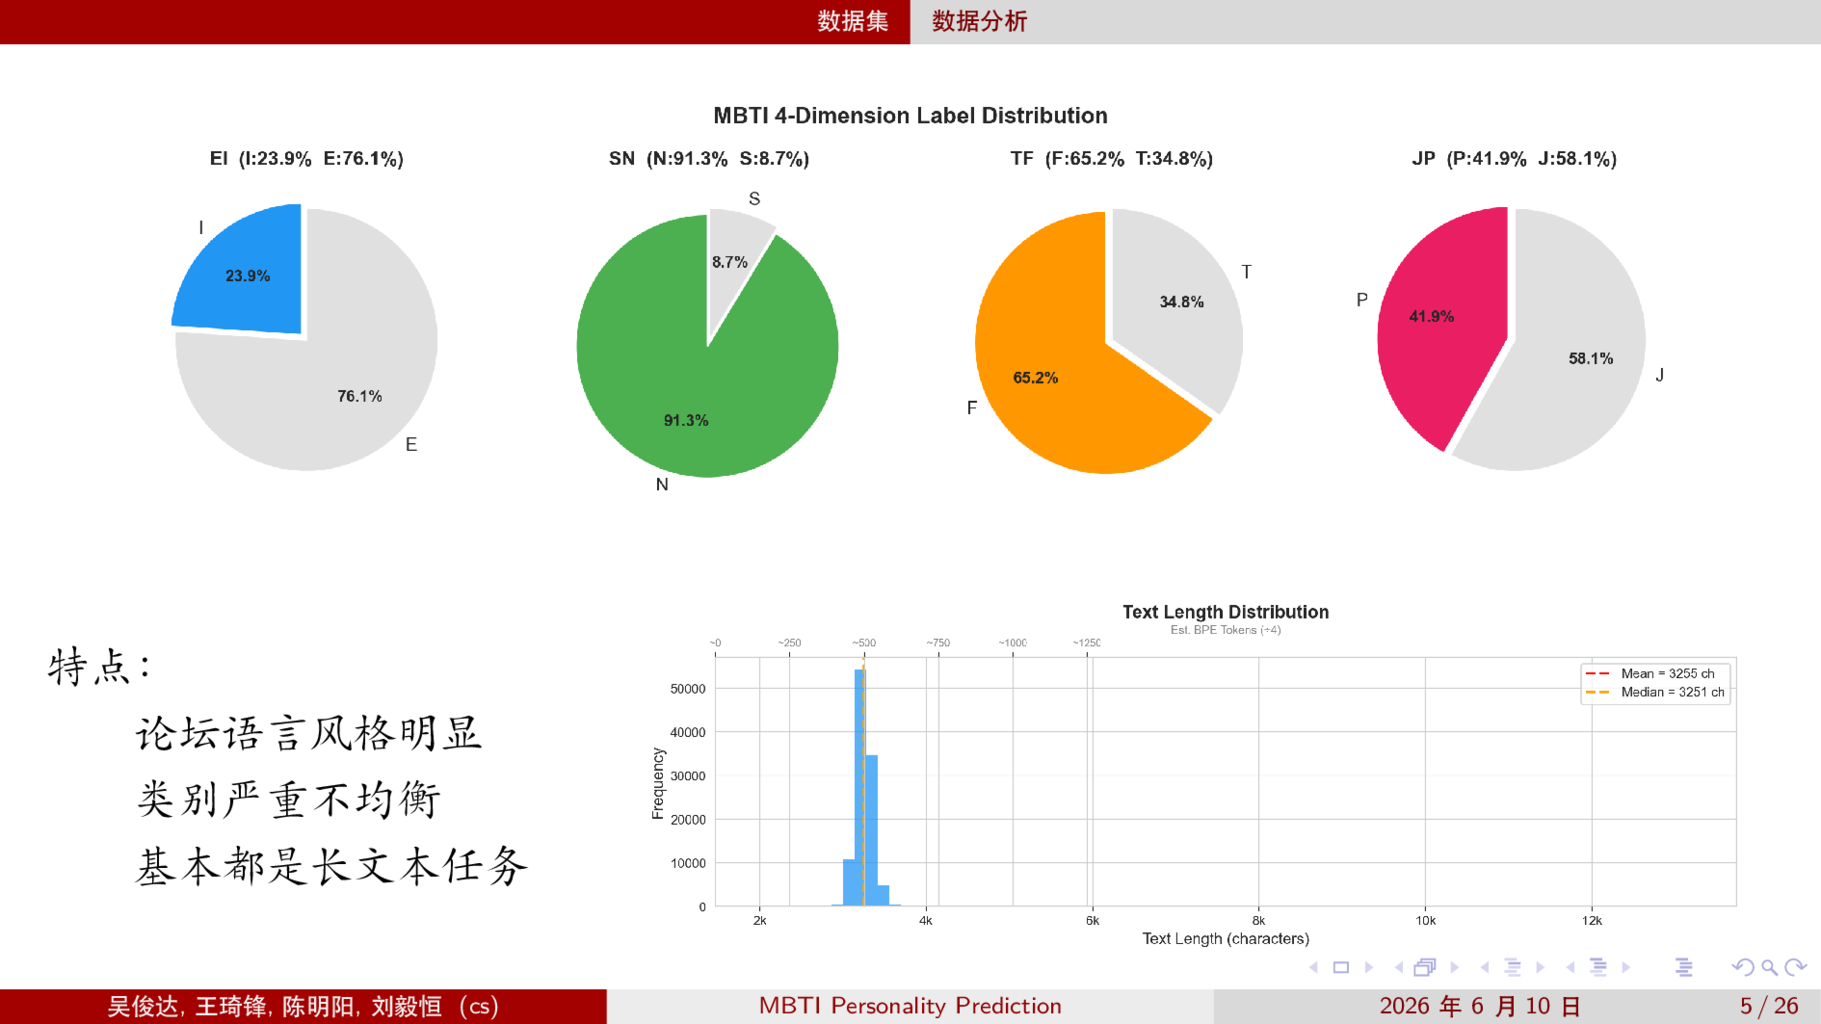 数据集 数据分析
MBTI 4-Dimension Label Distribution
EI (I:23.9% E:76.1%)
I
23.9%
76.1%
E
SN (N:91.3% S:8.7%)
S
8.7%
91.3%
N
TF (F:65.2% T:34.8%)
T
34.8%
65.2%
F
JP (P:41.9% J:58.1%)
P
41.9%
58.1%
J
特点：
论坛语言风格明显
类别严重不均衡
基本都是长文本任务
Text Length Distribution
Est. BPE Tokens (÷4)
~0 ~250 ~500 ~750 ~1000 ~1250
Mean = 3255 ch
Median = 3251 ch
Frequency
50000
40000
30000
20000
10000
0
2k 4k 6k 8k 10k 12k
Text Length (characters)
吴俊达, 王琦锋, 陈明阳, 刘毅恒 (cs) MBTI Personality Prediction 2026 年 6 月 10 日 5 / 26